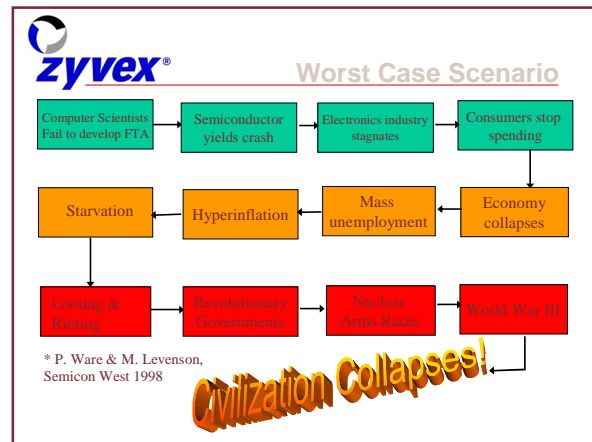 zyvex®
Worst Case Scenario
Computer Scientists
Fail to develop FTA
Semiconductor
yields crash
Electronics industry
stagnates
Consumers stop
spending
Economy
collapses
Mass
unemployment
Hyperinflation
Starvation
Looting &
Rioting
Revolutionary
Governments
Nuclear
Arms Races
World War III
* P. Ware & M. Levenson,
Semicon West 1998
Civilization Collapses!